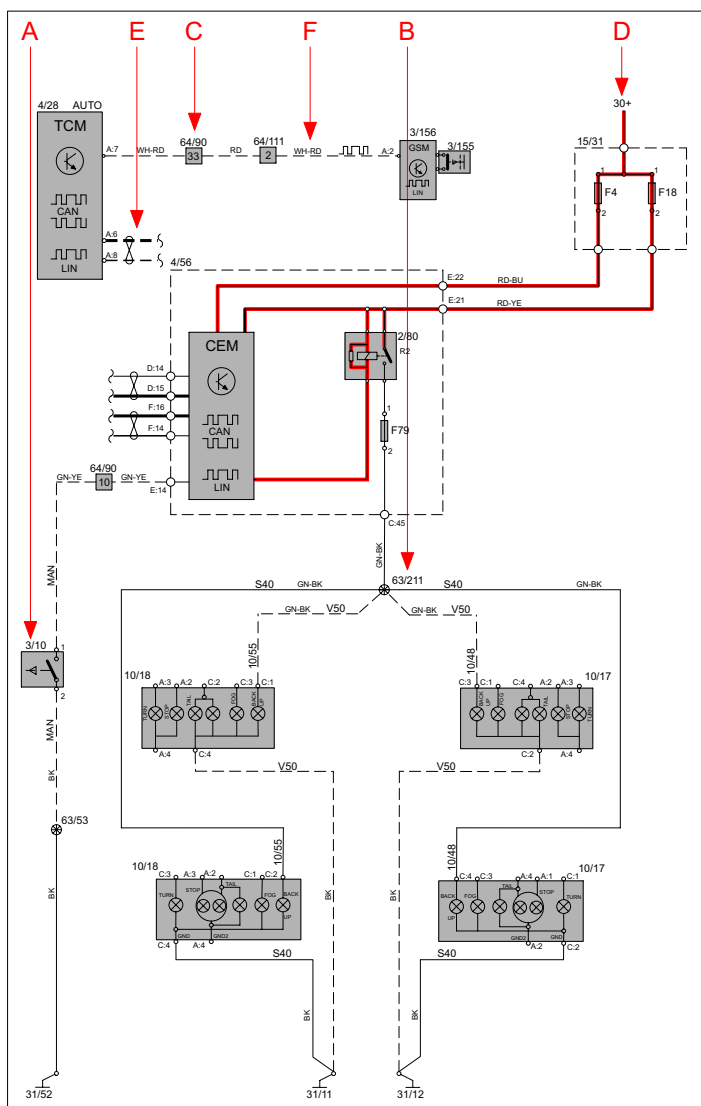 A
E
C
F
B
D
4/28 AUTO
TCM
CAN
LIN
A:7
WH-RD
64/90
33
RD
64/111
2
WH-RD
A:2
3/156
GSM
LIN
3/155
30+
15/31
1
F4
2
1
F18
2
A:6
A:8
4/56
E:22
RD-BU
E:21
RD-YE
CEM
CAN
LIN
2/80
R2
1
F79
2
D:14
D:15
F:16
F:14
E:14
64/90
GN-YE
10
GN-YE
C:45
GN-BK
63/211
S40
GN-BK
S40
GN-BK
GN-BK
V50
GN-BK
V50
MAN
3/10
1
2
MAN
BK
63/53
BK
10/55
10/18
A:3
A:2
C:2
C:3
C:1
TURN
STOP
TAIL
FOG
BACK
UP
A:4
C:4
10/48
10/17
C:3
C:1
C:4
A:2
A:3
BACK
UP
FOG
TAIL
STOP
TURN
C:2
A:4
V50
V50
10/55
10/18
C:3
A:3
A:2
C:1
C:2
TURN
STOP
TAIL
FOG
BACK
UP
GND
GND2
C:4
A:4
10/48
10/17
C:4
C:3
A:4
A:1
C:1
BACK
UP
FOG
TAIL
STOP
TURN
GND2
GND
A:2
C:2
S40
S40
BK
BK
BK
BK
31/52
31/11
31/12